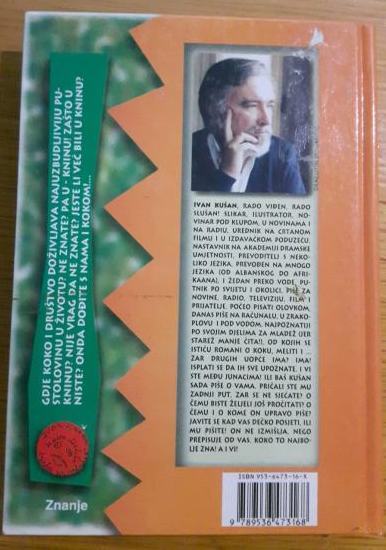 GDJE KOKO I DRUŠTVO DOŽIVLJAVA NAJUZBUDLJIVIJU PU-
STOLOVINU U ŽIVOTU? NE ZNATE? PA U - KNINU! ZAŠTO U
KNINU? NIJE VRAG DA NE ZNATE? JESTE LI VEĆ BILI U KNINU?
NISTE? ONDA DOĐITE S NAMA I KOKOM!...
Znanje
IVAN KUŠAN, RADO VIĐEN, RADO
SLUŠAN! SLIKAR, ILUSTRATOR, NO-
VINAR POD KLUPOM, U NOVINAMA I
NA RADIJU, UREDNIK NA CRTANOM
FILMU I U IZDAVAČKOM PODUZEĆU,
NASTAVNIK NA AKADEMIJI DRAMSKE
UMJETNOSTI, PREVODITELJ S NEKO-
LIKO JEZIKA, PREVOĐEN NA MNOGO
JEZIKA (OD ALBANSKOG DO AFRI-
KAANA), I ŽEDAN PREKO VODE, PU-
TNIK PO SVIJETU I OKOLICI. PIŠE ZA
NOVINE, RADIO, TELEVIZIJU, FILM I
PRIJATELJE. POČEO PISATI OLOVKOM,
DANAS PIŠE NA RAČUNALU, U ZRAKO-
PLOVU I POD VODOM. NAJPOZNATIJI
PO SVOJIM DJELIMA ZA MLADEŽ (JER
STAREŽ MANJE ČITA!), OD KOJIH SE
ISTIČU ROMANI O KOKU, MELITI I ...
ZAR DRUGIH UOPĆE IMA? IMA!
ISPLATI SE DA IH SVE UPOZNATE. I VI
STE MEĐU JUNACIMA! ILI BAŠ KUŠAN
SADA PIŠE O VAMA. PRIČALI STE MU
ZADNJI PUT. ZAR SE NE SJEĆATE? O
ČEMU BISTE ŽELJELI JOŠ PROČITATI? O
ČEMU I O KOME ON UPRAVO PIŠE?
JAVITE SE KAD VAS DEČKO POSJETI, ILI
MU PIŠITE! ON NE IZMIŠLJA, NEGO
PREPISUJE OD VAS. KOKO TO NAJBO-
LJE ZNA! A I VI!
ISBN 953-6473-16-X
9 789536 473168